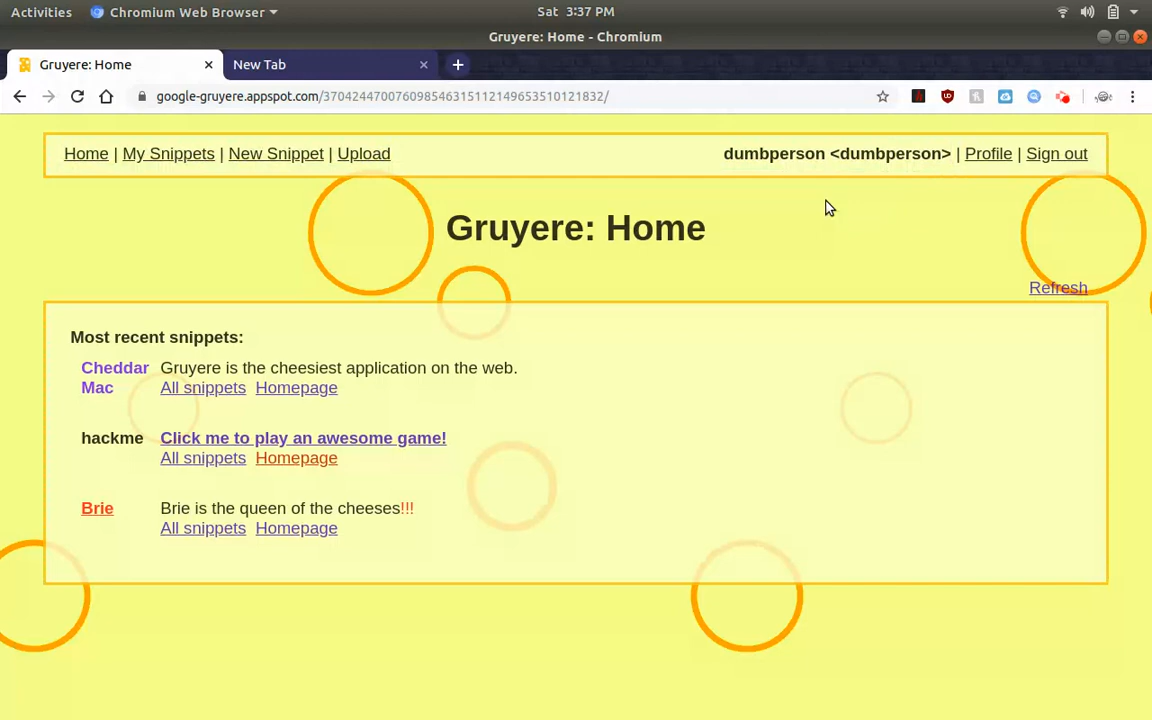 Activities Chromium Web Browser Sat 3:37 PM
Gruyere: Home - Chromium
Gruyere: Home New Tab
google-gruyere.appspot.com/370424470076098546315112149653510121832/
Home | My Snippets | New Snippet | Upload dumbperson <dumbperson> | Profile | Sign out
Gruyere: Home
Refresh
Most recent snippets:
Cheddar Gruyere is the cheesiest application on the web.
Mac All snippets Homepage
hackme Click me to play an awesome game!
All snippets Homepage
Brie Brie is the queen of the cheeses!!!
All snippets Homepage